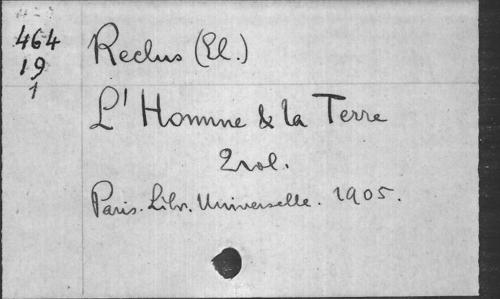 464
19
1
Reclus (El.)
L'Homme & la Terre
2 vol.
Paris. Libr. Universelle. 1905.